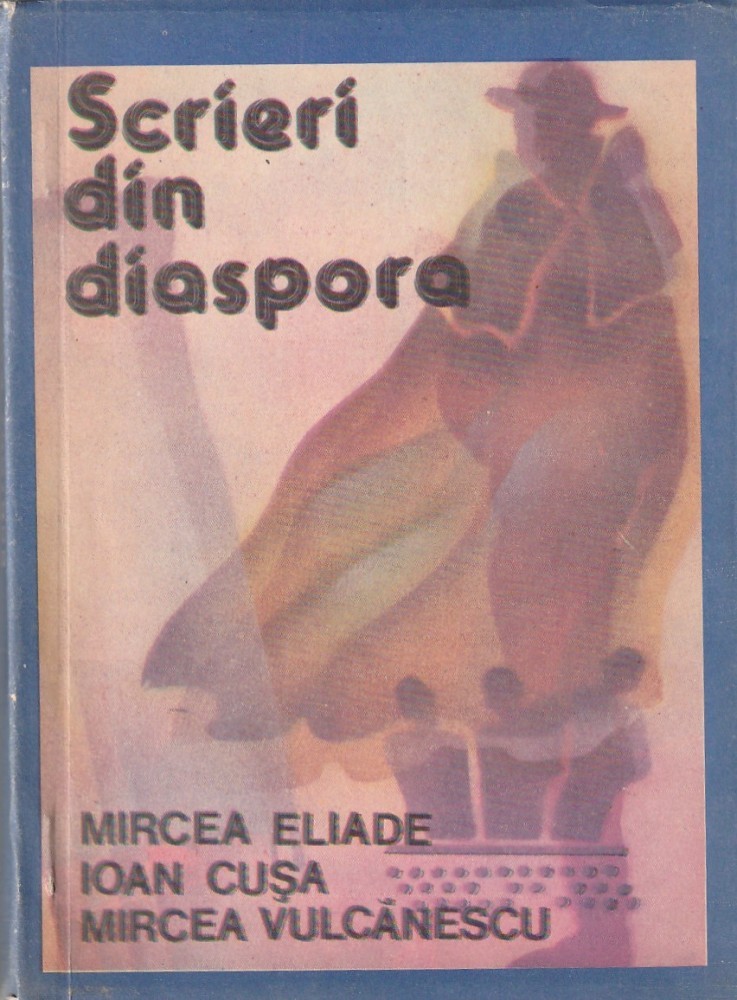 Scrieri
din
diaspora
MIRCEA ELIADE
IOAN CUȘA
MIRCEA VULCĂNESCU